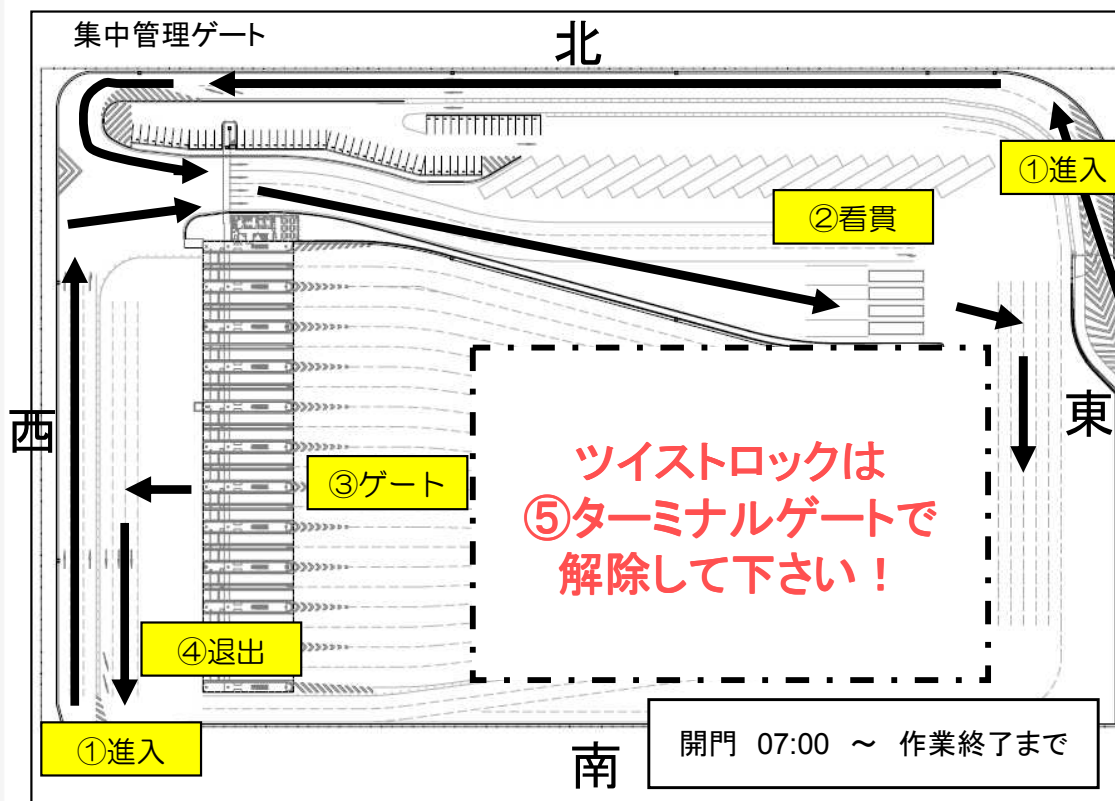 集中管理ゲート
北
①進入
②看貫
西
東
③ゲート
ツイストロックは
⑤ターミナルゲートで
解除して下さい！
④退出
①進入
南
開門 07:00 ～ 作業終了まで